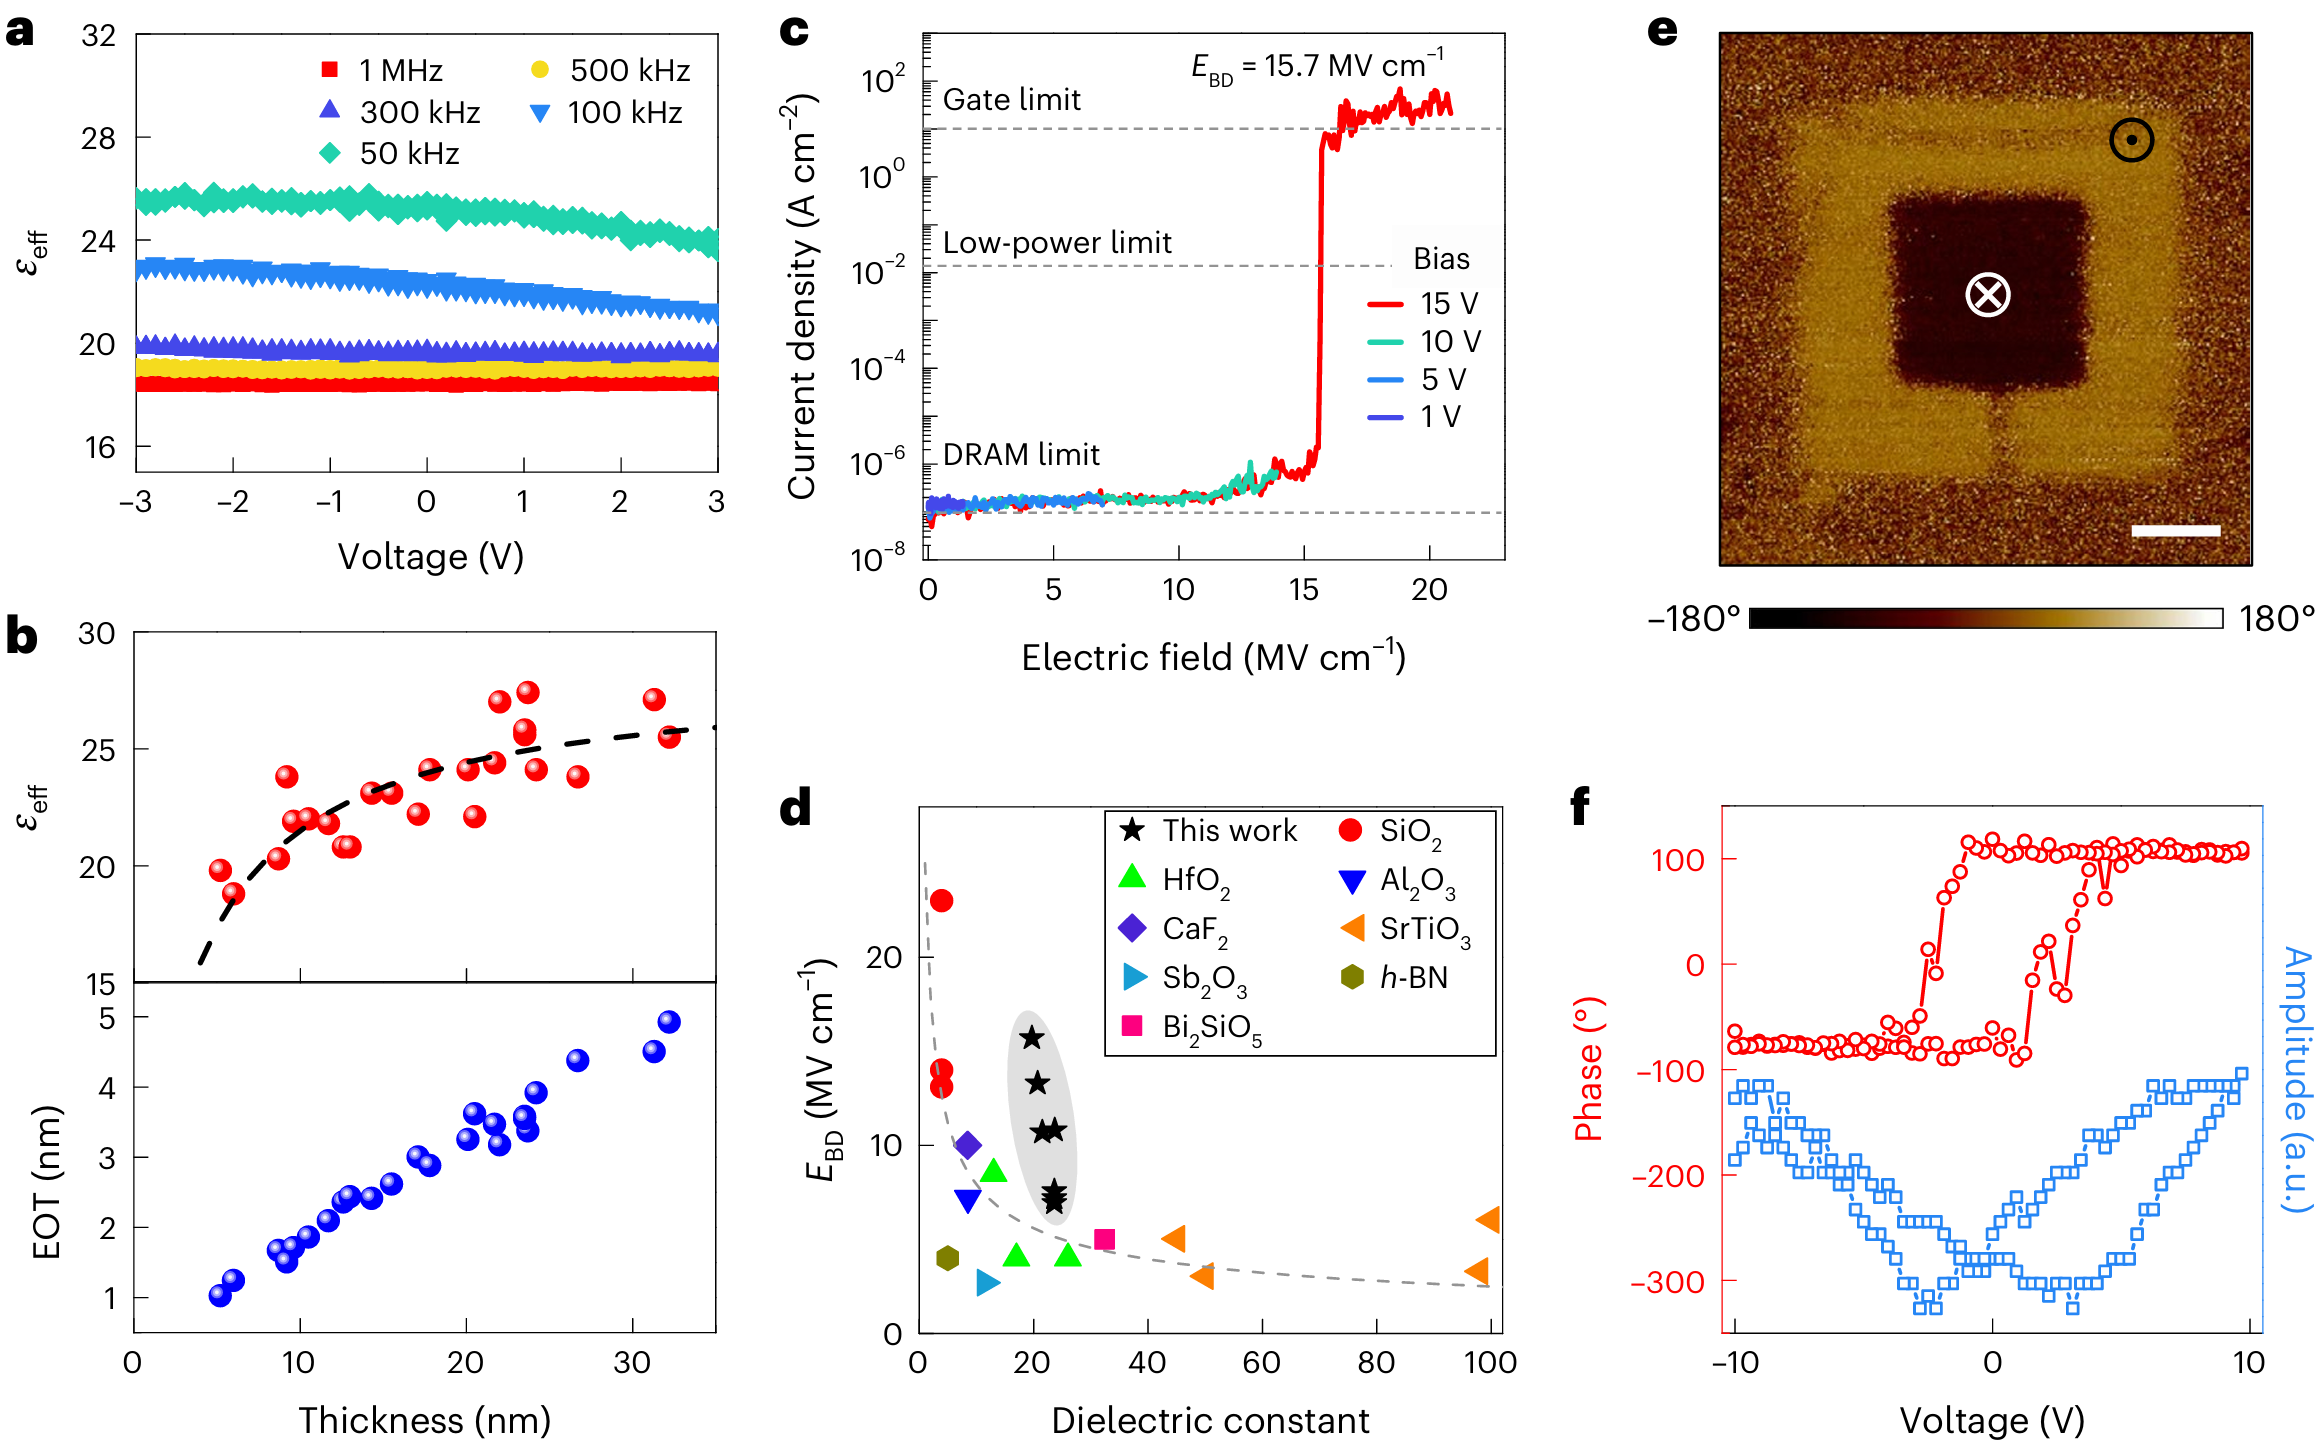 a
32
28
24
20
16
ε_eff
1 MHz
500 kHz
300 kHz
100 kHz
50 kHz
−3 −2 −1 0 1 2 3
Voltage (V)
b
30
25
20
15
ε_eff
5
4
3
2
1
EOT (nm)
0 10 20 30
Thickness (nm)
c
Current density (A cm⁻²)
10²
10⁰
10⁻²
10⁻⁴
10⁻⁶
10⁻⁸
E_BD = 15.7 MV cm⁻¹
Gate limit
Low-power limit
Bias
15 V
10 V
5 V
1 V
DRAM limit
0 5 10 15 20
Electric field (MV cm⁻¹)
d
E_BD (MV cm⁻¹)
20
10
0
This work
SiO₂
HfO₂
Al₂O₃
CaF₂
SrTiO₃
Sb₂O₃
h-BN
Bi₂SiO₅
0 20 40 60 80 100
Dielectric constant
e
−180° 180°
f
Phase (°)
100
0
−100
−200
−300
Amplitude (a.u.)
−10 0 10
Voltage (V)